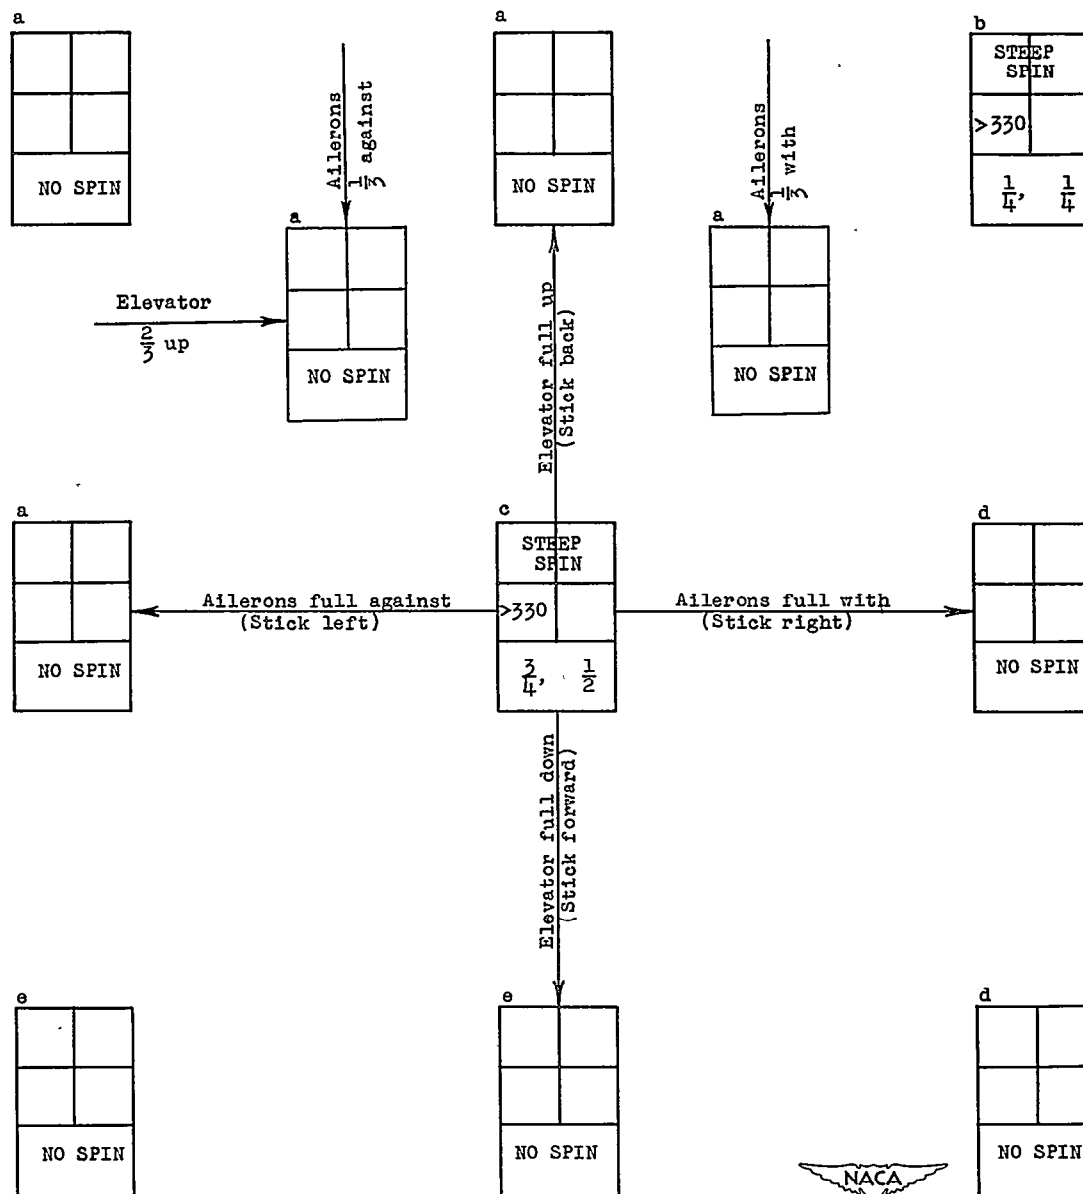 a
a
b
STEEP
SPIN
>330
1/4, 1/4
NO SPIN
NO SPIN
Ailerons
1/3 against
Ailerons
1/3 with
a
a
Elevator
2/3 up
NO SPIN
NO SPIN
Elevator full up
(Stick back)
a
c
d
STEEP
SPIN
>330
3/4, 1/2
Ailerons full against
(Stick left)
Ailerons full with
(Stick right)
NO SPIN
NO SPIN
Elevator full down
(Stick forward)
e
e
d
NO SPIN
NO SPIN
NO SPIN
NACA